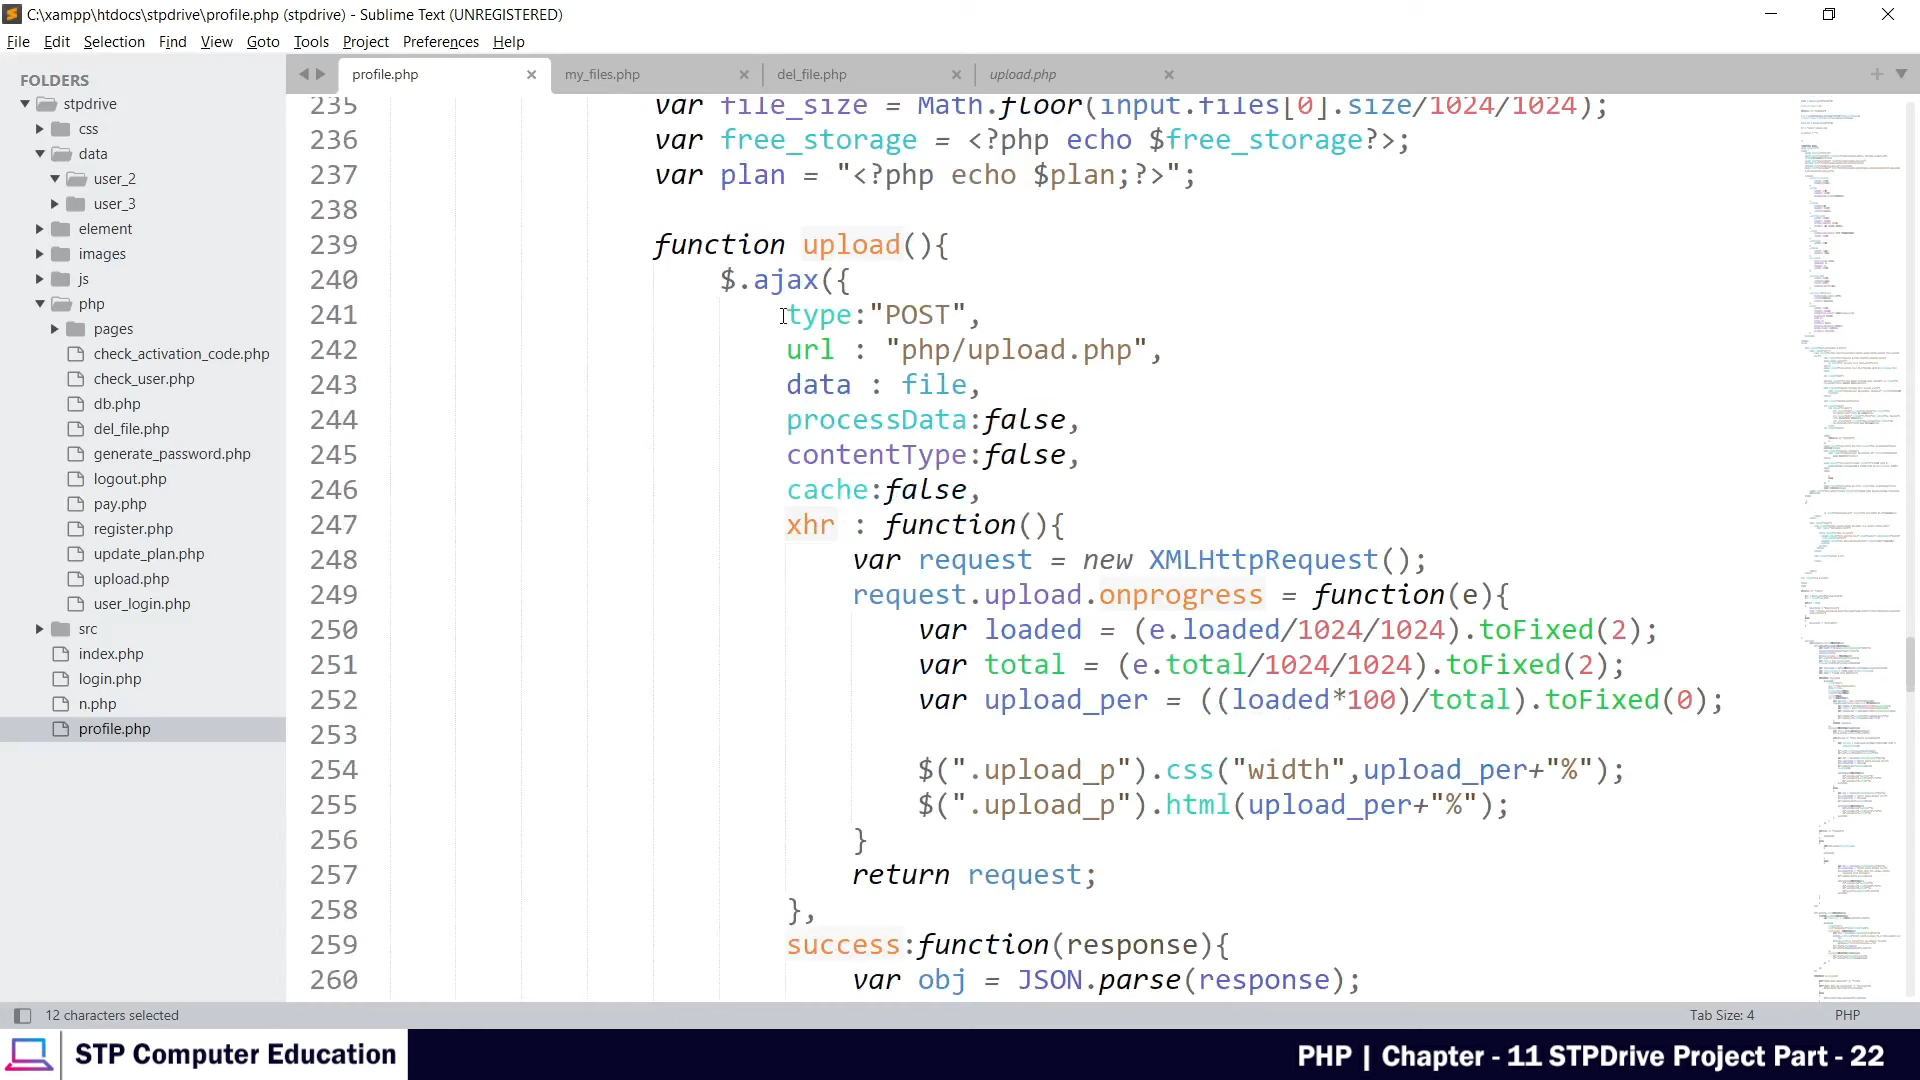 C:\xampp\htdocs\stpdrive\profile.php (stpdrive) - Sublime Text (UNREGISTERED)
File Edit Selection Find View Goto Tools Project Preferences Help
FOLDERS
stpdrive
css
data
user_2
user_3
element
images
js
php
pages
check_activation_code.php
check_user.php
db.php
del_file.php
generate_password.php
logout.php
pay.php
register.php
update_plan.php
upload.php
user_login.php
src
index.php
login.php
n.php
profile.php
profile.php my_files.php del_file.php upload.php
235 var file_size = Math.floor(input.files[0].size/1024/1024);
236 var free_storage = <?php echo $free_storage?>;
237 var plan = "<?php echo $plan;?>";
238
239 function upload(){
240 $.ajax({
241 type:"POST",
242 url : "php/upload.php",
243 data : file,
244 processData:false,
245 contentType:false,
246 cache:false,
247 xhr : function(){
248 var request = new XMLHttpRequest();
249 request.upload.onprogress = function(e){
250 var loaded = (e.loaded/1024/1024).toFixed(2);
251 var total = (e.total/1024/1024).toFixed(2);
252 var upload_per = ((loaded*100)/total).toFixed(0);
253
254 $(".upload_p").css("width",upload_per+"%");
255 $(".upload_p").html(upload_per+"%");
256 }
257 return request;
258 },
259 success:function(response){
260 var obj = JSON.parse(response);
12 characters selected Tab Size: 4 PHP
STP Computer Education PHP | Chapter - 11 STPDrive Project Part - 22